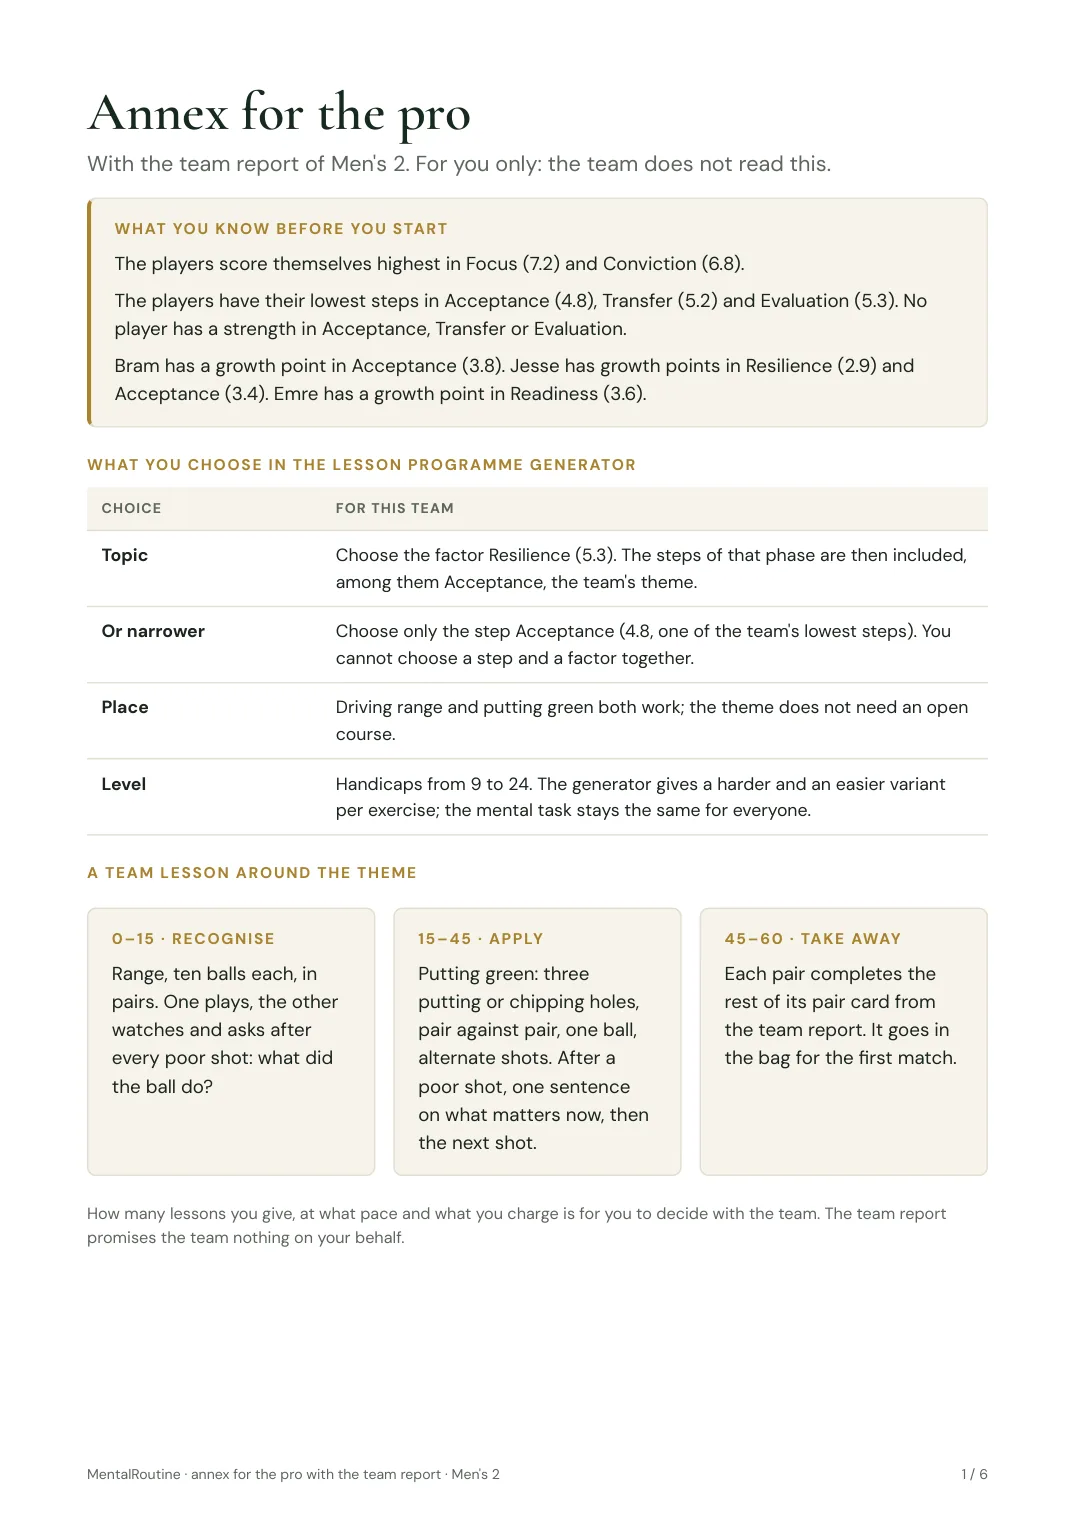 Annex for the pro
With the team report of Men's 2. For you only: the team does not read this.
WHAT YOU KNOW BEFORE YOU START
The players score themselves highest in Focus (7.2) and Conviction (6.8).
The players have their lowest steps in Acceptance (4.8), Transfer (5.2) and Evaluation (5.3). No
player has a strength in Acceptance, Transfer or Evaluation.
Bram has a growth point in Acceptance (3.8). Jesse has growth points in Resilience (2.9) and
Acceptance (3.4). Emre has a growth point in Readiness (3.6).
WHAT YOU CHOOSE IN THE LESSON PROGRAMME GENERATOR
CHOICE FOR THIS TEAM
Topic Choose the factor Resilience (5.3). The steps of that phase are then included,
among them Acceptance, the team's theme.
Or narrower Choose only the step Acceptance (4.8, one of the team's lowest steps). You
cannot choose a step and a factor together.
Place Driving range and putting green both work; the theme does not need an open
course.
Level Handicaps from 9 to 24. The generator gives a harder and an easier variant
per exercise; the mental task stays the same for everyone.
A TEAM LESSON AROUND THE THEME
0–15 · RECOGNISE
Range, ten balls each, in
pairs. One plays, the other
watches and asks after
every poor shot: what did
the ball do?
15–45 · APPLY
Putting green: three
putting or chipping holes,
pair against pair, one ball,
alternate shots. After a
poor shot, one sentence
on what matters now, then
the next shot.
45–60 · TAKE AWAY
Each pair completes the
rest of its pair card from
the team report. It goes in
the bag for the first match.
How many lessons you give, at what pace and what you charge is for you to decide with the team. The team report
promises the team nothing on your behalf.
MentalRoutine · annex for the pro with the team report · Men's 2 1 / 6